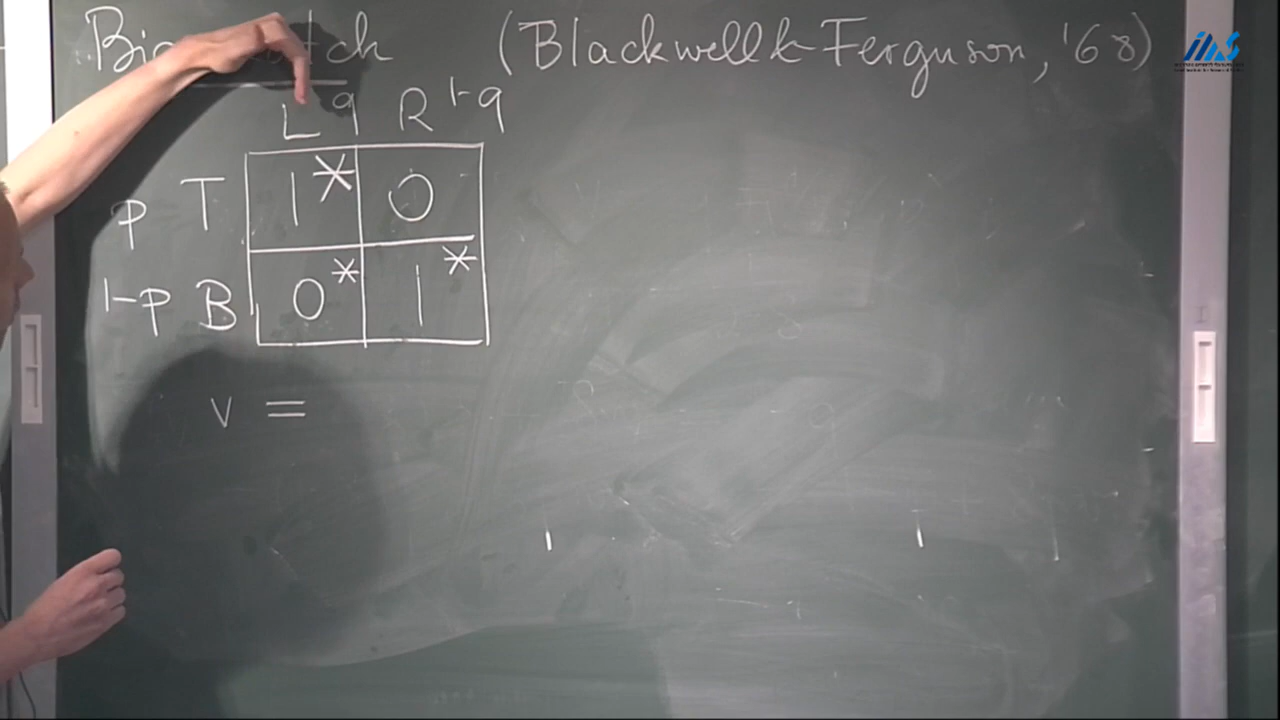 (Blackwell & Ferguson, '68)
L q R 1-q
p T 1* 0
1-p B 0* 1*
v =